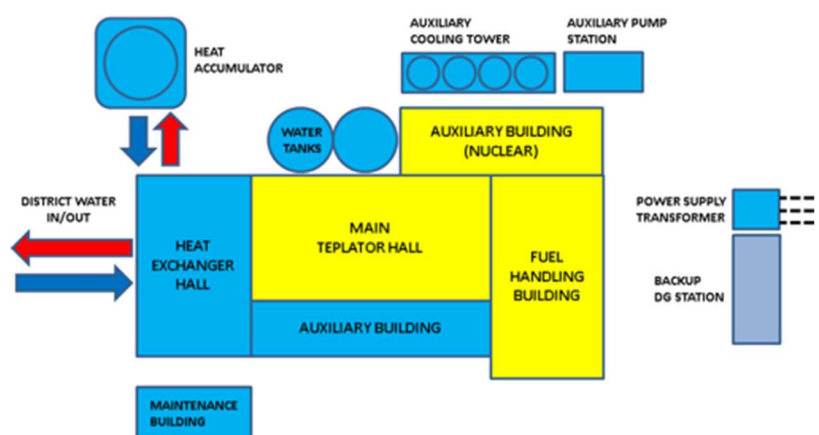 AUXILIARY
COOLING TOWER
AUXILIARY PUMP
STATION
HEAT
ACCUMULATOR
WATER
TANKS
AUXILIARY BUILDING
(NUCLEAR)
DISTRICT WATER
IN/OUT
HEAT
EXCHANGER
HALL
MAIN
TEPLATOR HALL
FUEL
HANDLING
BUILDING
POWER SUPPLY
TRANSFORMER
BACKUP
DG STATION
AUXILIARY BUILDING
MAINTENANCE
BUILDING